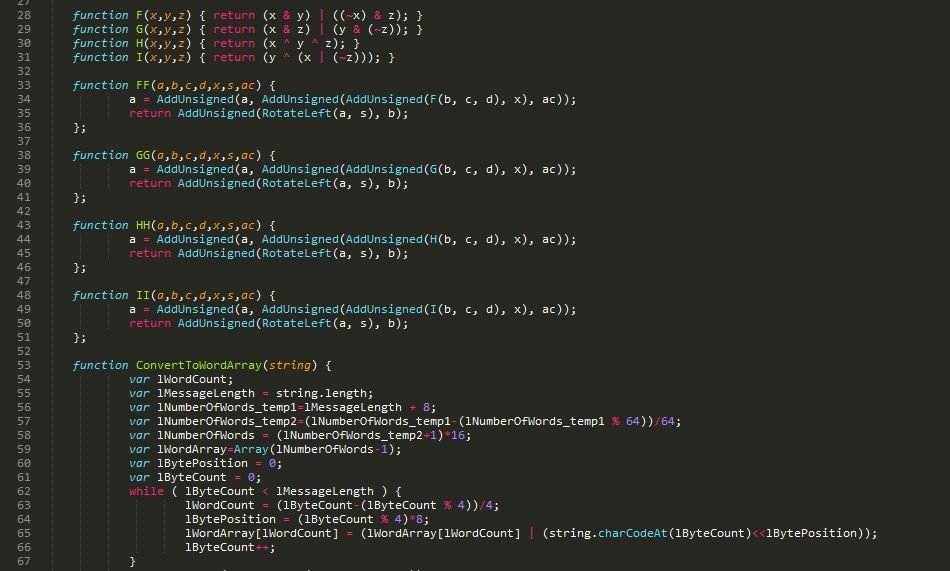 27
28 function F(x,y,z) { return (x & y) | ((~x) & z); }
29 function G(x,y,z) { return (x & z) | (y & (~z)); }
30 function H(x,y,z) { return (x ^ y ^ z); }
31 function I(x,y,z) { return (y ^ (x | (~z))); }
32
33 function FF(a,b,c,d,x,s,ac) {
34 a = AddUnsigned(a, AddUnsigned(AddUnsigned(F(b, c, d), x), ac));
35 return AddUnsigned(RotateLeft(a, s), b);
36 };
37
38 function GG(a,b,c,d,x,s,ac) {
39 a = AddUnsigned(a, AddUnsigned(AddUnsigned(G(b, c, d), x), ac));
40 return AddUnsigned(RotateLeft(a, s), b);
41 };
42
43 function HH(a,b,c,d,x,s,ac) {
44 a = AddUnsigned(a, AddUnsigned(AddUnsigned(H(b, c, d), x), ac));
45 return AddUnsigned(RotateLeft(a, s), b);
46 };
47
48 function II(a,b,c,d,x,s,ac) {
49 a = AddUnsigned(a, AddUnsigned(AddUnsigned(I(b, c, d), x), ac));
50 return AddUnsigned(RotateLeft(a, s), b);
51 };
52
53 function ConvertToWordArray(string) {
54 var lWordCount;
55 var lMessageLength = string.length;
56 var lNumberOfWords_temp1=lMessageLength + 8;
57 var lNumberOfWords_temp2=(lNumberOfWords_temp1-(lNumberOfWords_temp1 % 64))/64;
58 var lNumberOfWords = (lNumberOfWords_temp2+1)*16;
59 var lWordArray=Array(lNumberOfWords-1);
60 var lBytePosition = 0;
61 var lByteCount = 0;
62 while ( lByteCount < lMessageLength ) {
63 lWordCount = (lByteCount-(lByteCount % 4))/4;
64 lBytePosition = (lByteCount % 4)*8;
65 lWordArray[lWordCount] = (lWordArray[lWordCount] | (string.charCodeAt(lByteCount)<<lBytePosition));
66 lByteCount++;
67 }